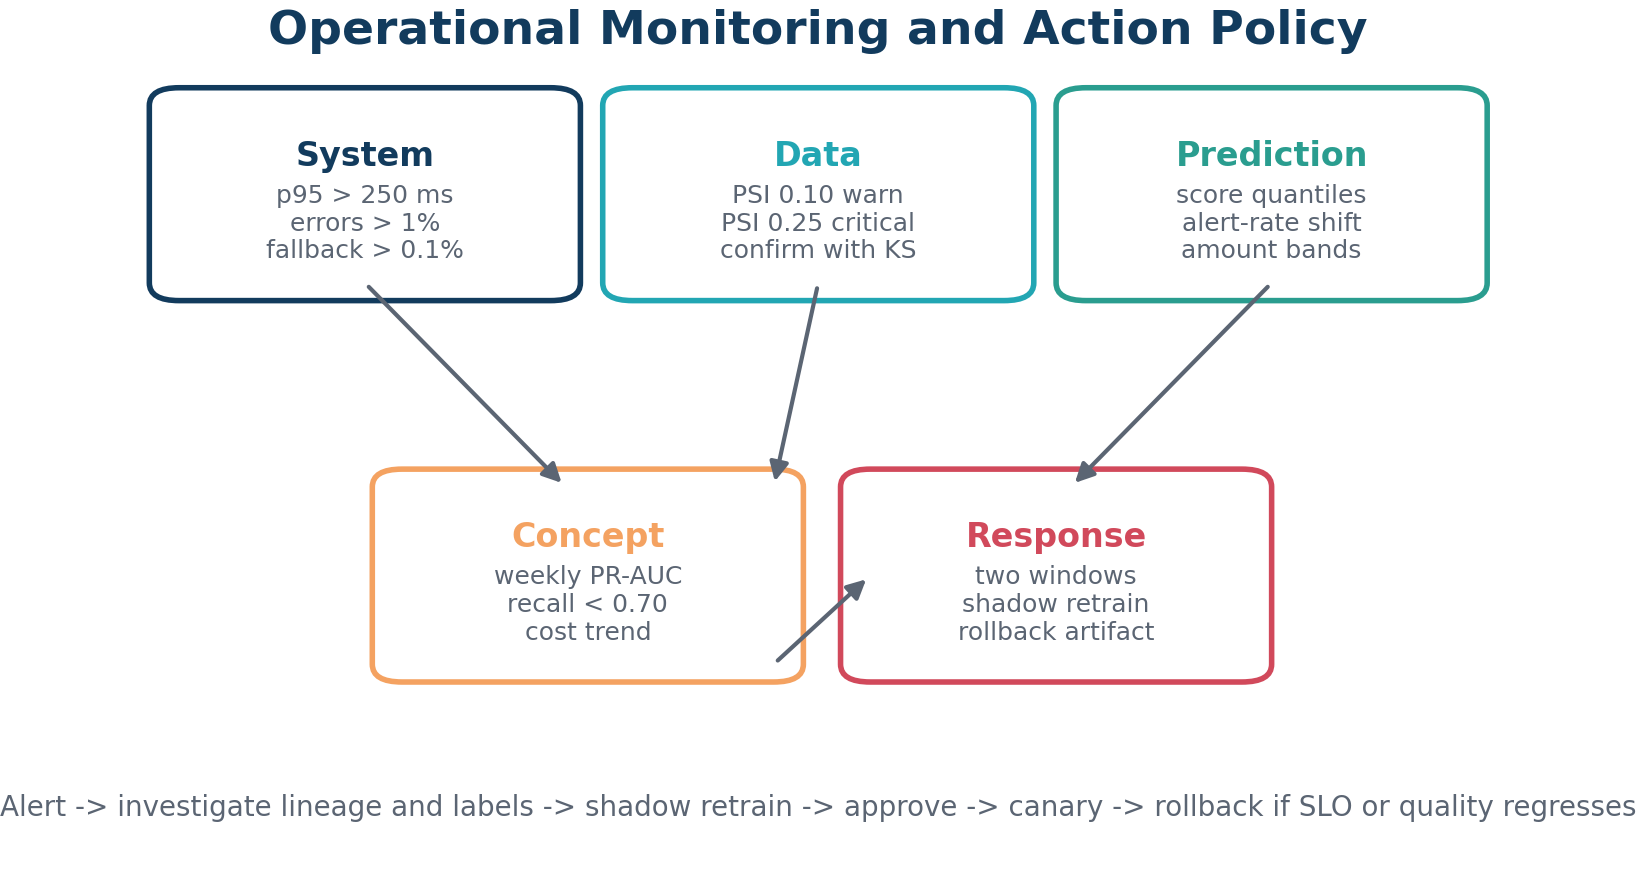 Operational Monitoring and Action Policy
System
p95 > 250 ms
errors > 1%
fallback > 0.1%
Data
PSI 0.10 warn
PSI 0.25 critical
confirm with KS
Prediction
score quantiles
alert-rate shift
amount bands
Concept
weekly PR-AUC
recall < 0.70
cost trend
Response
two windows
shadow retrain
rollback artifact
Alert -> investigate lineage and labels -> shadow retrain -> approve -> canary -> rollback if SLO or quality regresses